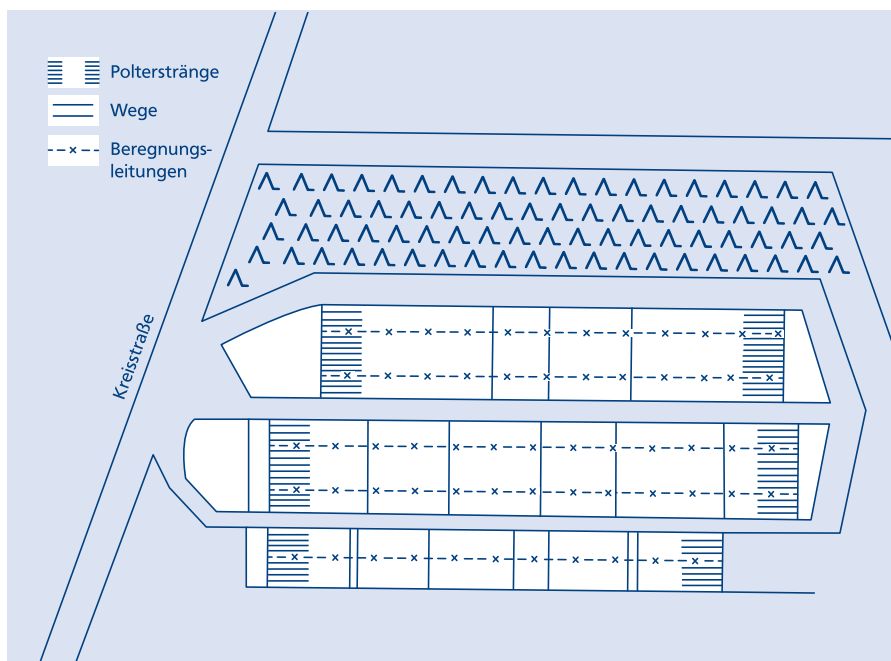 Polterstränge
Wege
Beregnungs-
leitungen
Kreisstraße